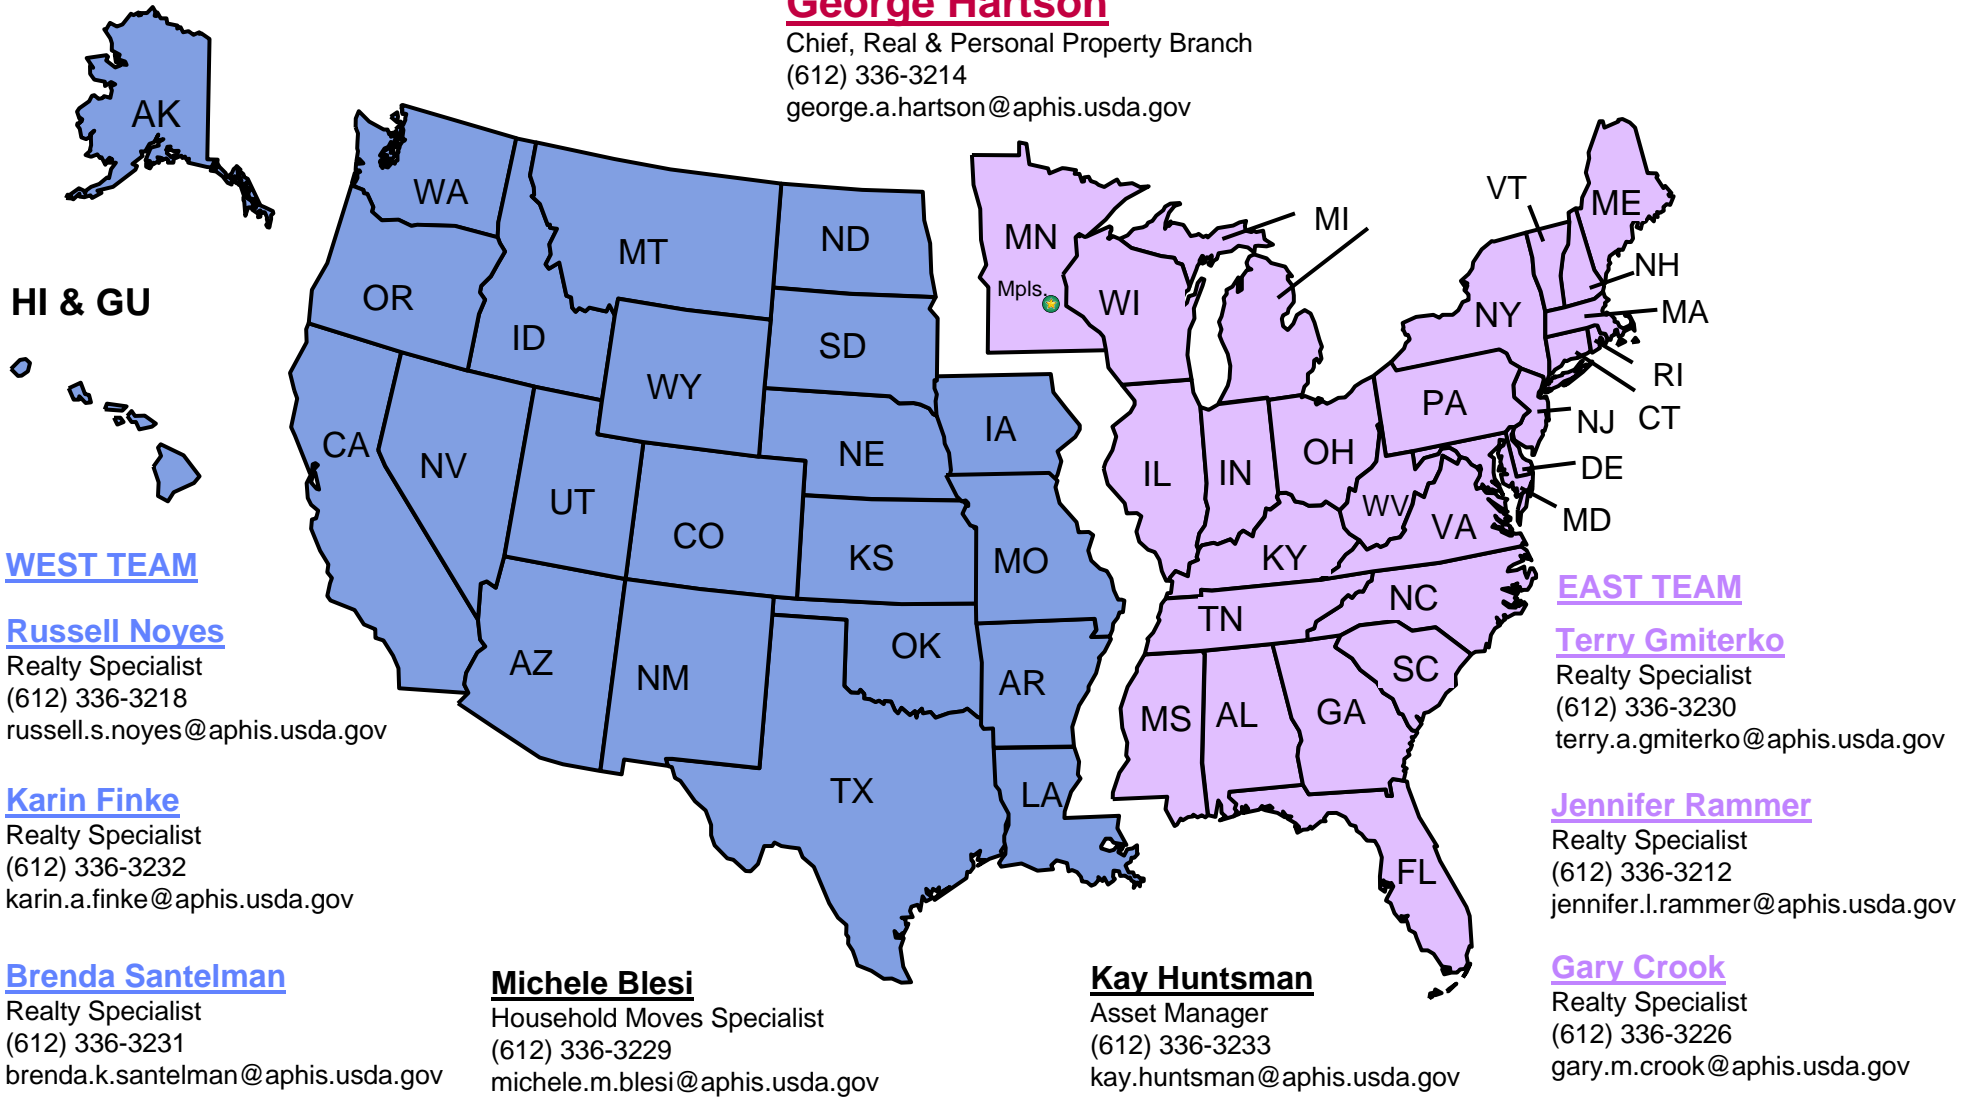 George Hartson
Chief, Real & Personal Property Branch
(612) 336-3214
george.a.hartson@aphis.usda.gov
AK
WA
MT
ND
MN
MI
VT
ME
NH
OR
ID
SD
Mpls.
WI
NY
MA
HI & GU
WY
RI
PA
NJ
CT
CA
NV
UT
CO
NE
IA
IL
IN
OH
WV
VA
DE
MD
KS
MO
KY
WEST TEAM
EAST TEAM
NC
TN
AZ
NM
OK
AR
SC
MS
AL
GA
TX
LA
FL
Russell Noyes
Realty Specialist
(612) 336-3218
russell.s.noyes@aphis.usda.gov
Karin Finke
Realty Specialist
(612) 336-3232
karin.a.finke@aphis.usda.gov
Brenda Santelman
Realty Specialist
(612) 336-3231
brenda.k.santelman@aphis.usda.gov
Michele Blesi
Household Moves Specialist
(612) 336-3229
michele.m.blesi@aphis.usda.gov
Kay Huntsman
Asset Manager
(612) 336-3233
kay.huntsman@aphis.usda.gov
Terry Gmiterko
Realty Specialist
(612) 336-3230
terry.a.gmiterko@aphis.usda.gov
Jennifer Rammer
Realty Specialist
(612) 336-3212
jennifer.l.rammer@aphis.usda.gov
Gary Crook
Realty Specialist
(612) 336-3226
gary.m.crook@aphis.usda.gov